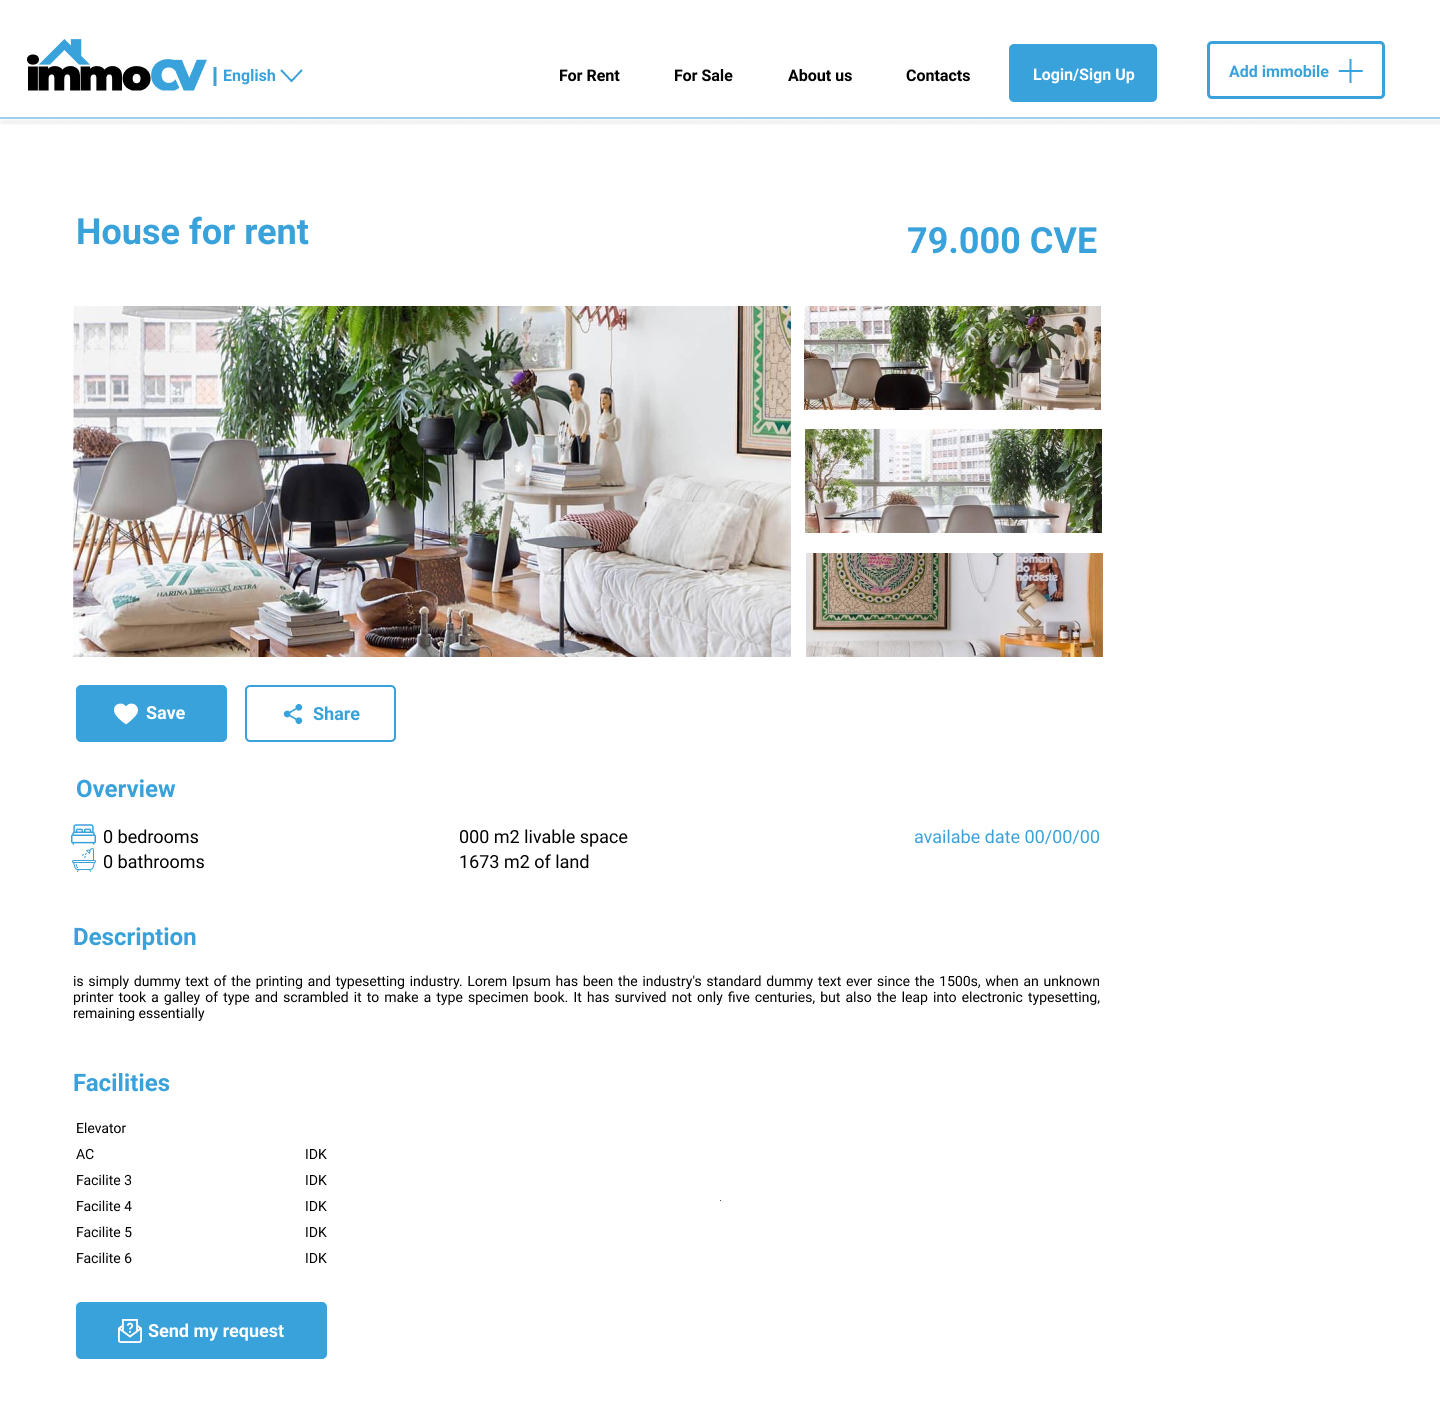 immoCV
English
For Rent
For Sale
About us
Contacts
Login/Sign Up
Add immobile
House for rent
79.000 CVE
HARINA EXTRA
homem
do
nordeste
Save
Share
Overview
0 bedrooms
000 m2 livable space
availabe date 00/00/00
0 bathrooms
1673 m2 of land
Description
is simply dummy text of the printing and typesetting industry. Lorem Ipsum has been the industry's standard dummy text ever since the 1500s, when an unknown
printer took a galley of type and scrambled it to make a type specimen book. It has survived not only five centuries, but also the leap into electronic typesetting,
remaining essentially
Facilities
Elevator
AC IDK
Facilite 3 IDK
Facilite 4 IDK
Facilite 5 IDK
Facilite 6 IDK
Send my request